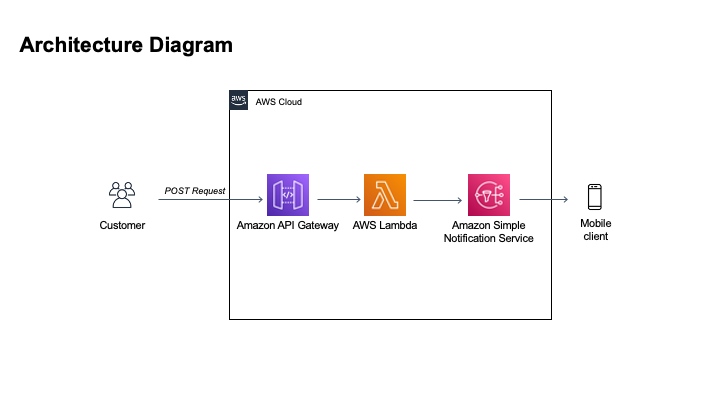 Architecture Diagram
aws
AWS Cloud
POST Request
Customer
Amazon API Gateway
AWS Lambda
Amazon Simple
Notification Service
Mobile
client